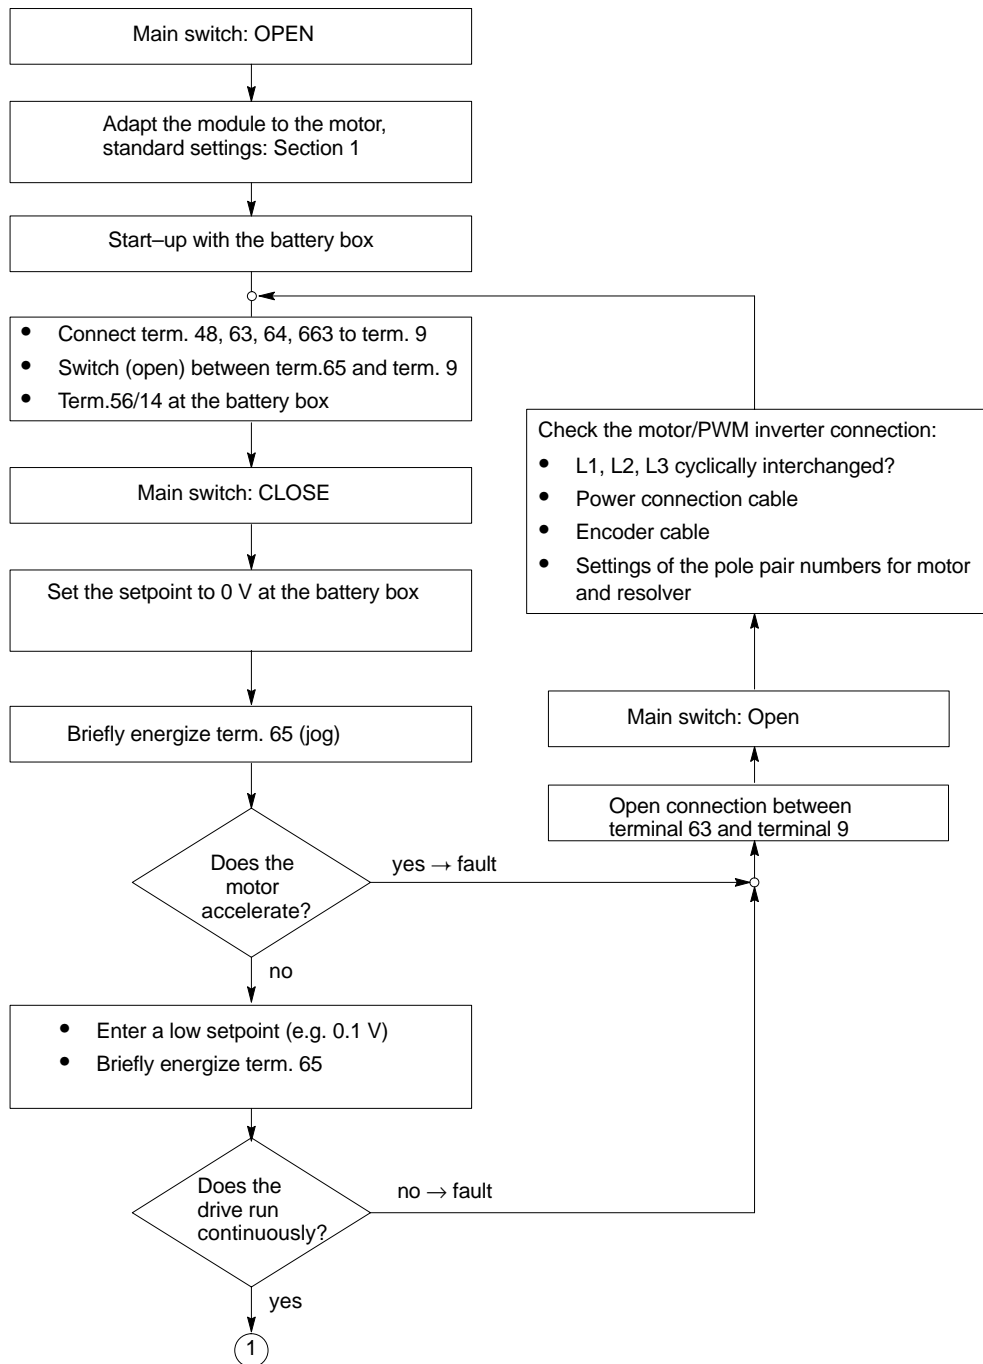 Main switch: OPEN
Adapt the module to the motor,
standard settings: Section 1
Start–up with the battery box
• Connect term. 48, 63, 64, 663 to term. 9
• Switch (open) between term.65 and term. 9
• Term.56/14 at the battery box
Main switch: CLOSE
Set the setpoint to 0 V at the battery box
Briefly energize term. 65 (jog)
Does the
motor
accelerate?
yes → fault
no
• Enter a low setpoint (e.g. 0.1 V)
• Briefly energize term. 65
Does the
drive run
continuously?
no → fault
yes
1
Check the motor/PWM inverter connection:
• L1, L2, L3 cyclically interchanged?
• Power connection cable
• Encoder cable
• Settings of the pole pair numbers for motor
and resolver
Main switch: Open
Open connection between
terminal 63 and terminal 9